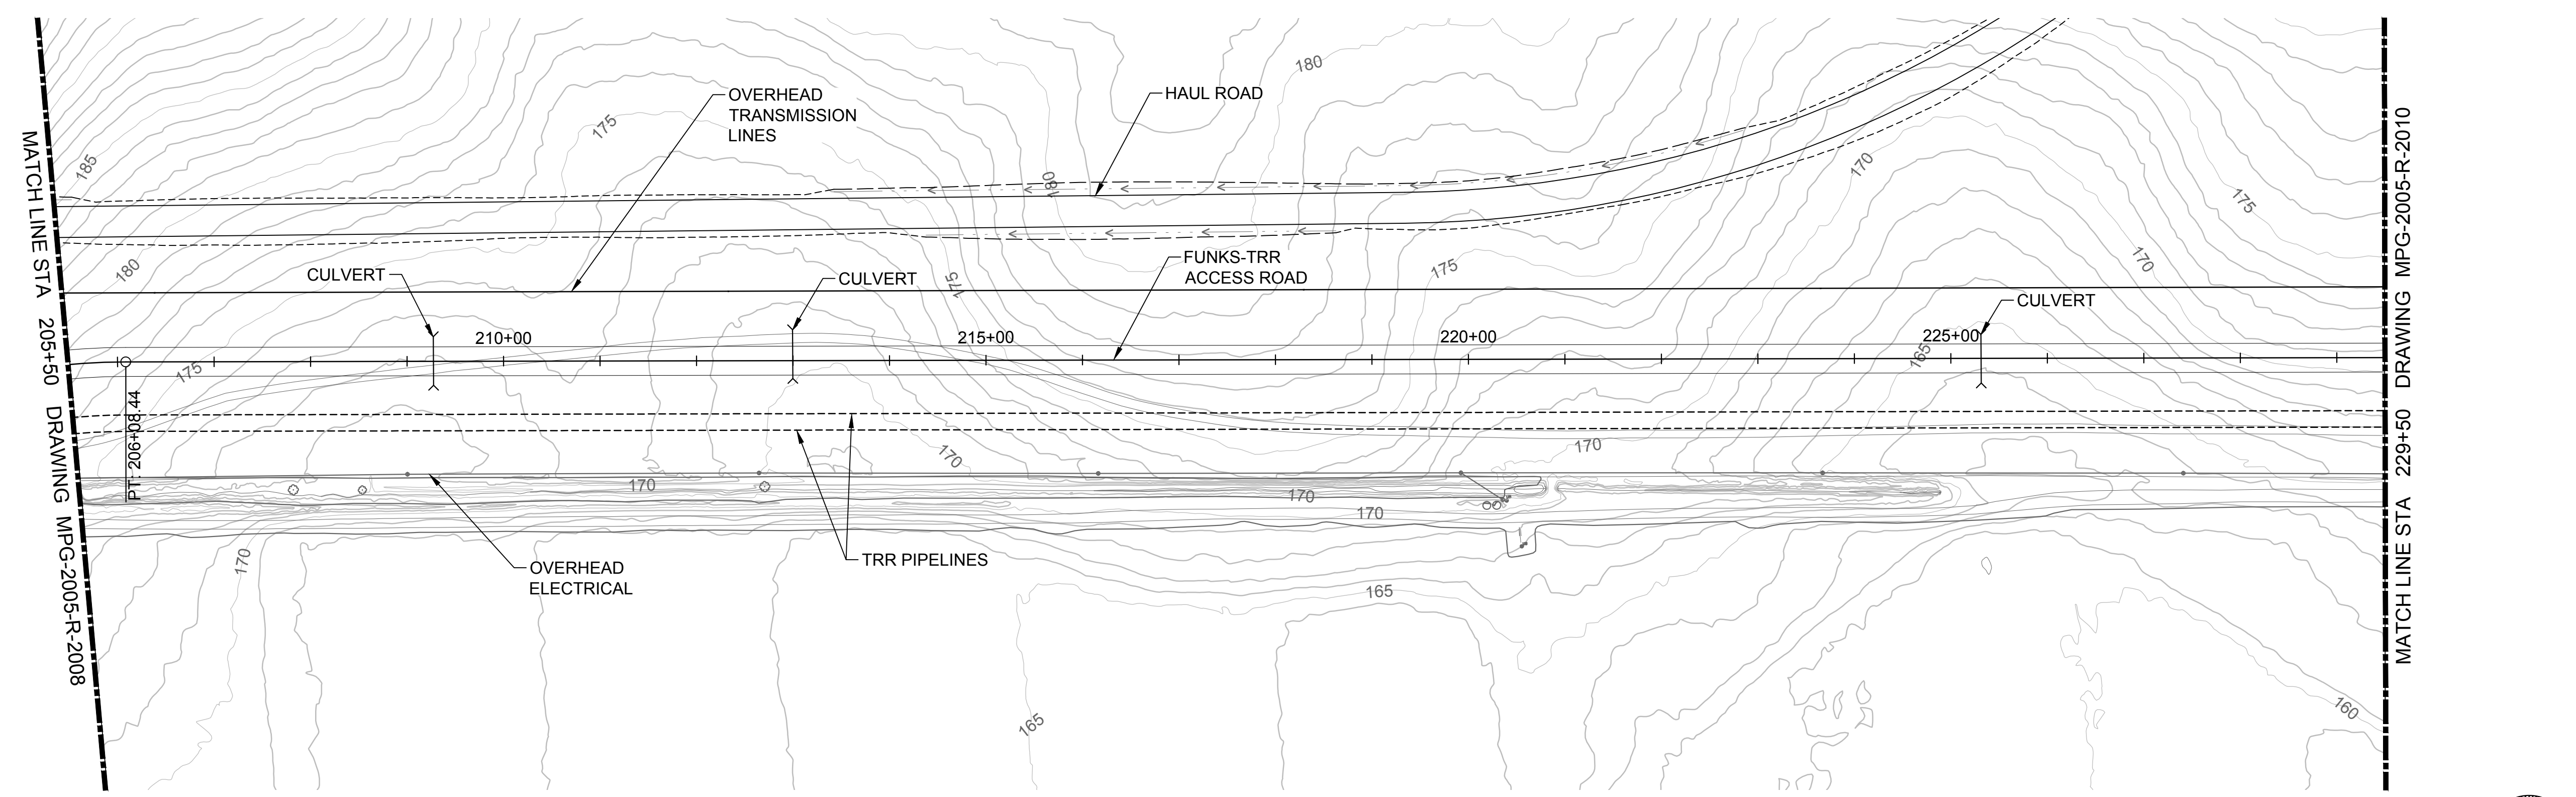 MATCH LINE STA 205+50 DRAWING MPG-2005-R-2008
185
180
175
OVERHEAD
TRANSMISSION
LINES
HAUL ROAD
180
180
170
175
170
175
175
FUNKS-TRR
ACCESS ROAD
CULVERT
CULVERT
CULVERT
210+00
215+00
220+00
225+00
165
175
PT: 206+08.44
170
170
170
170
170
170
OVERHEAD
ELECTRICAL
TRR PIPELINES
165
165
160
MATCH LINE STA 229+50 DRAWING MPG-2005-R-2010